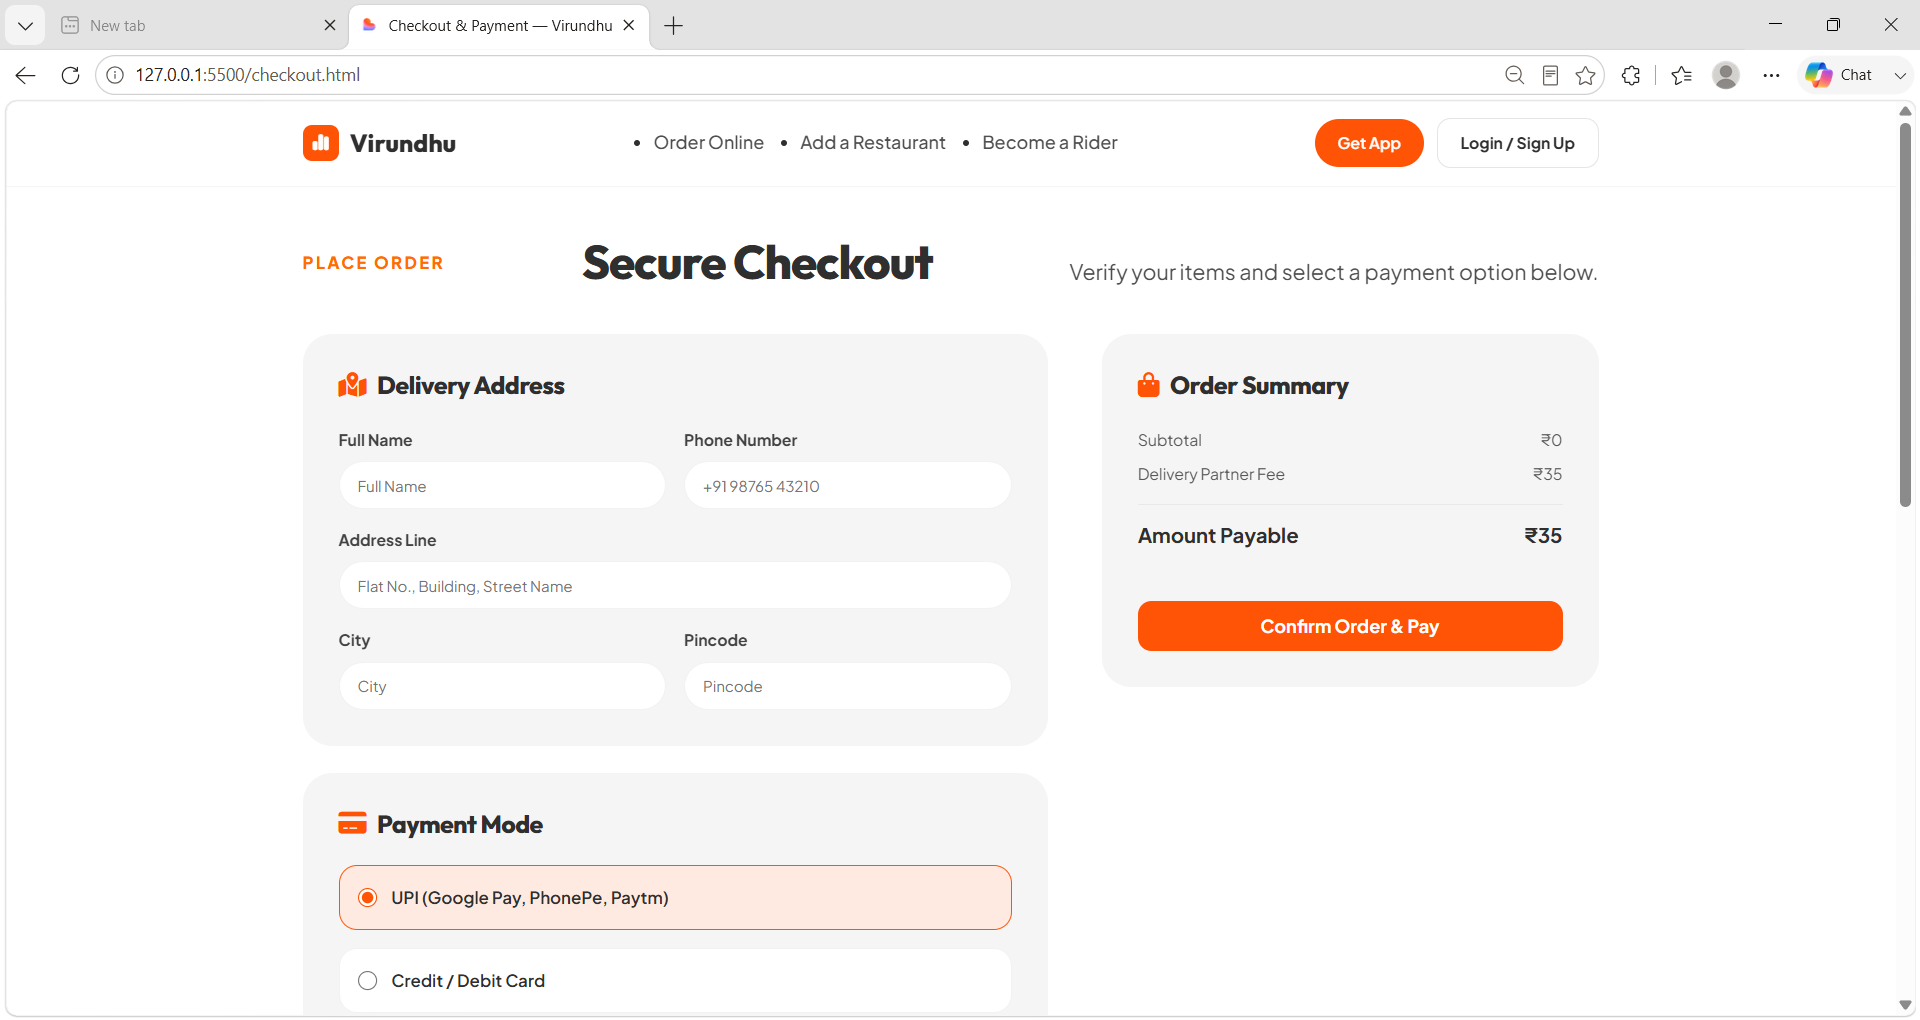 New tab
Checkout & Payment — Virundhu
127.0.0.1:5500/checkout.html
Chat
Virundhu
• Order Online • Add a Restaurant • Become a Rider
Get App
Login / Sign Up
PLACE ORDER
Secure Checkout
Verify your items and select a payment option below.
Delivery Address
Full Name
Phone Number
Full Name
+91 98765 43210
Address Line
Flat No., Building, Street Name
City
Pincode
City
Pincode
Payment Mode
UPI (Google Pay, PhonePe, Paytm)
Credit / Debit Card
Order Summary
Subtotal ₹0
Delivery Partner Fee ₹35
Amount Payable ₹35
Confirm Order & Pay